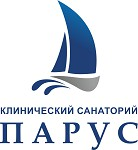 КЛИНИЧЕСКИЙ САНАТОРИЙ
ПАРУС